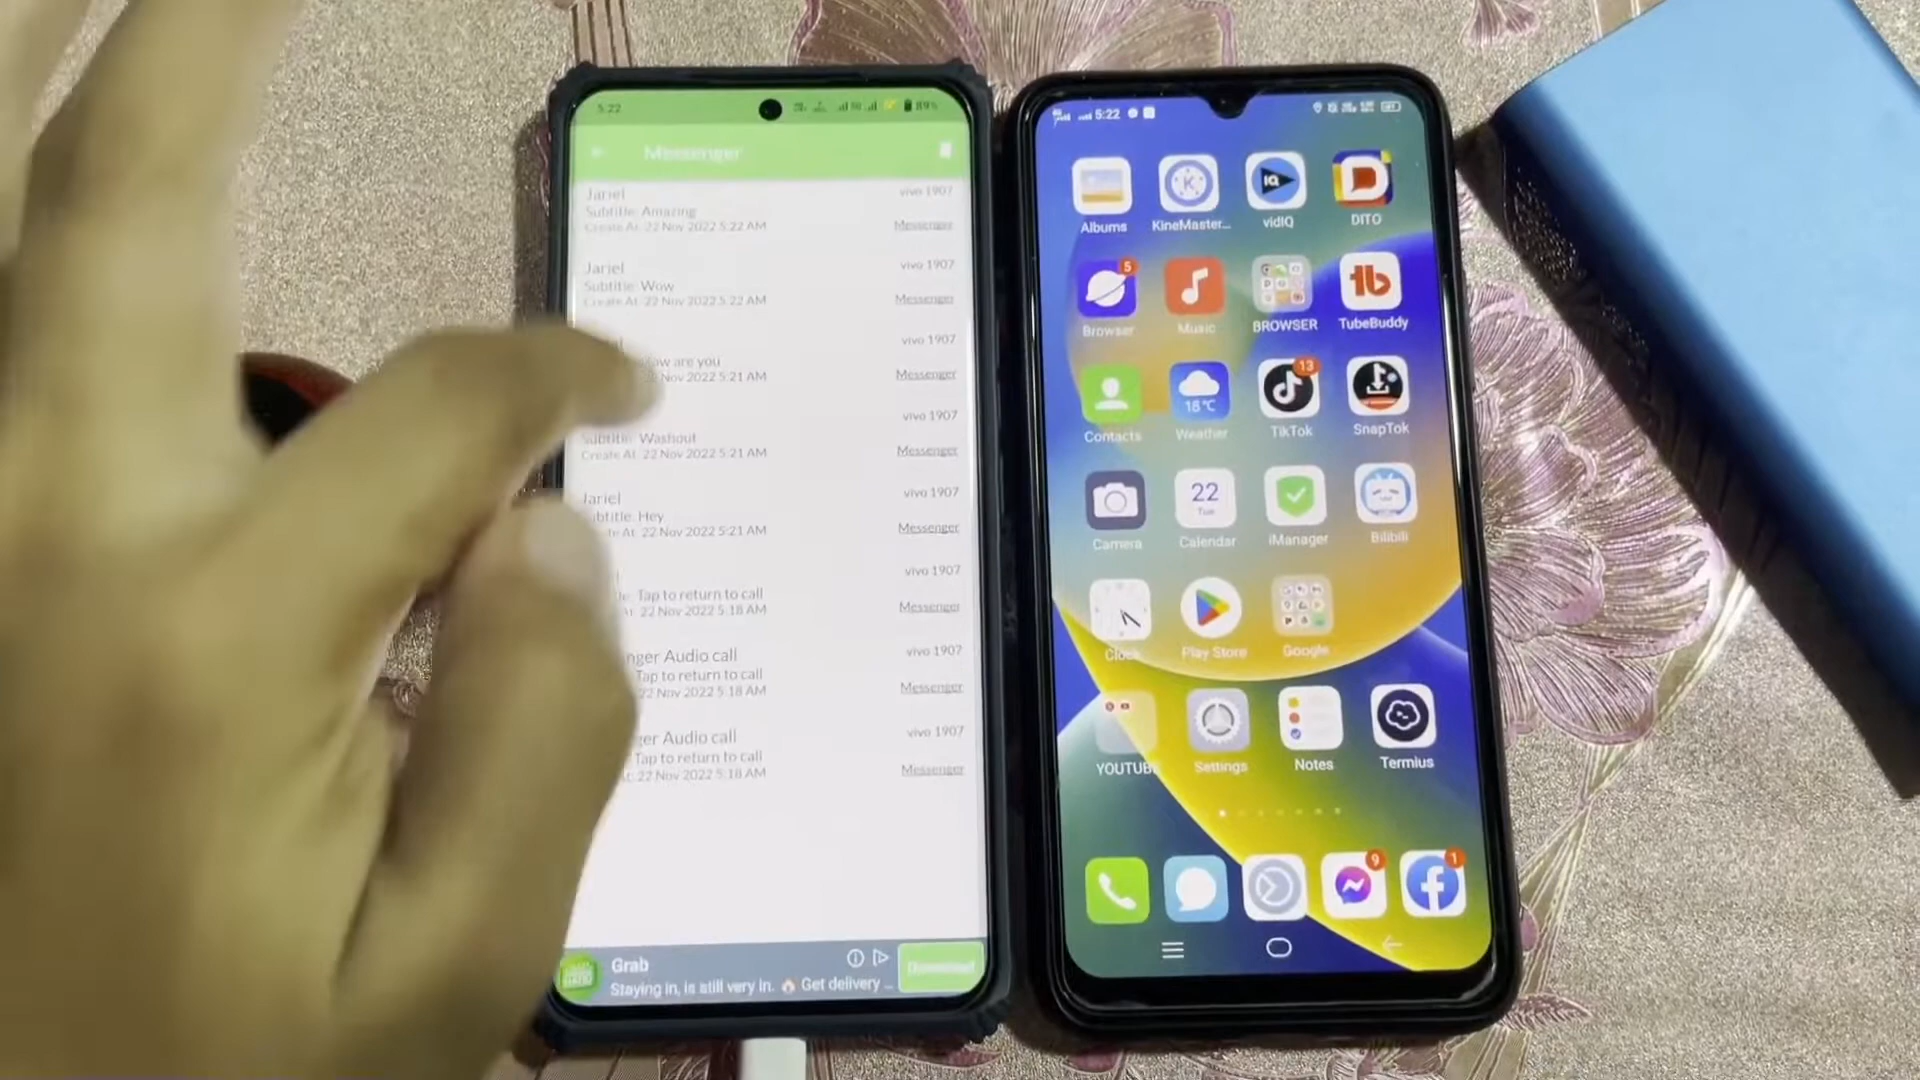 5:22
89%
Messenger
Jariel
vivo 1907
Subtitle: Amazing
Create At: 22 Nov 2022 5:22 AM
Messenger
Jariel
vivo 1907
Subtitle: Wow
Create At: 22 Nov 2022 5:22 AM
Messenger
vivo 1907
are you
Nov 2022 5:21 AM
Messenger
vivo 1907
Subtitle: Washout
Create At: 22 Nov 2022 5:21 AM
Messenger
Jariel
vivo 1907
Hey
22 Nov 2022 5:21 AM
Messenger
vivo 1907
Tap to return to call
22 Nov 2022 5:18 AM
Messenger
Audio call
vivo 1907
Tap to return to call
22 Nov 2022 5:18 AM
Messenger
Audio call
vivo 1907
Tap to return to call
22 Nov 2022 5:18 AM
Messenger
Grab
Staying in, is still very in. 🔥 Get delivery ...
Download
5:22
Albums
KineMaster...
IQ
vidIQ
DITO
5
Browser
Music
BROWSER
tb
TubeBuddy
Contacts
18°C
Weather
13
TikTok
SnapTok
Camera
22
Tue
Calendar
iManager
Bilibili
Clock
Play Store
Google
YOUTUBE
Settings
Notes
Termius
9
1